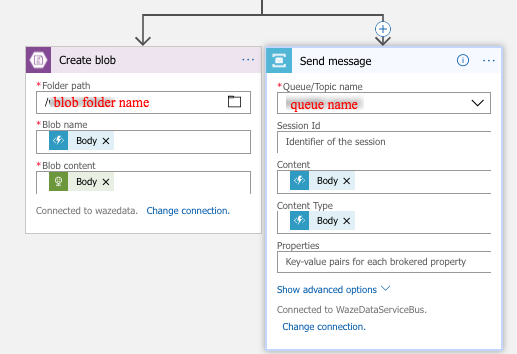 Create blob
...
* Folder path
/ blob folder name
* Blob name
Body ×
* Blob content
Body ×
Connected to wazedata. Change connection.
Send message
...
* Queue/Topic name
queue name
Session Id
Identifier of the session
Content
Body ×
Content Type
Body ×
Properties
Key-value pairs for each brokered property
Show advanced options
Connected to WazeDataServiceBus.
Change connection.